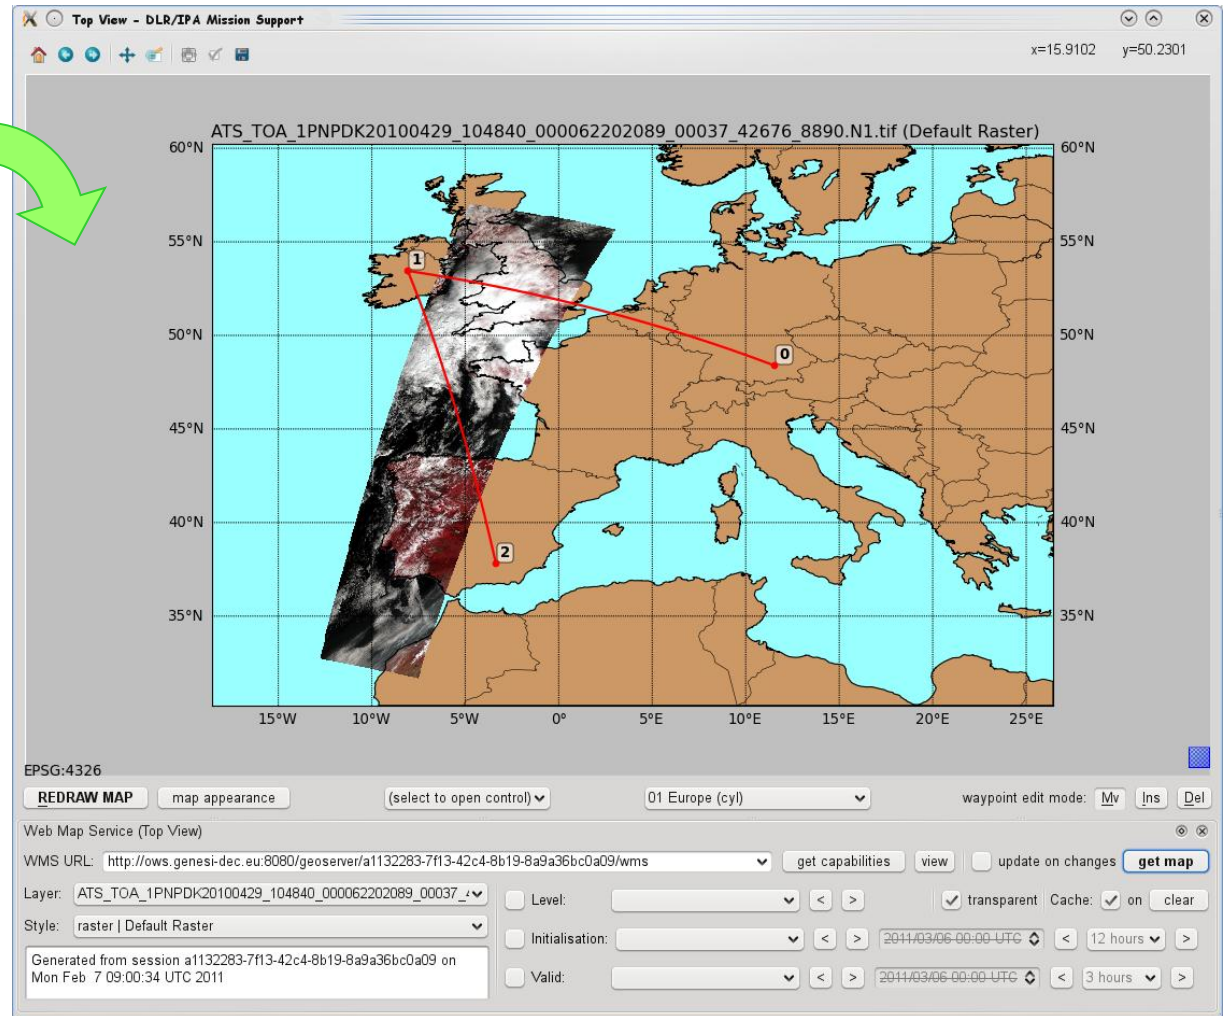 Top View - DLR/IPA Mission Support
x=15.9102 y=50.2301
ATS_TOA_1PNPDK20100429_104840_000062202089_00037_42676_8890.N1.tif (Default Raster)
60°N 60°N
55°N 55°N
1
50°N 50°N
0
45°N 45°N
40°N 40°N
2
35°N 35°N
15°W 10°W 5°W 0° 5°E 10°E 15°E 20°E 25°E
EPSG:4326
REDRAW MAP map appearance (select to open control) 01 Europe (cyl) waypoint edit mode: Mv Ins Del
Web Map Service (Top View)
WMS URL: http://ows.genesi-dec.eu:8080/geoserver/a1132283-7f13-42c4-8b19-8a9a36bc0a09/wms get capabilities view update on changes get map
Layer: ATS_TOA_1PNPDK20100429_104840_000062202089_00037_ Level: < > transparent Cache: on clear
Style: raster | Default Raster
Initialisation: < > 2011/03/06 00:00 UTC < 12 hours >
Generated from session a1132283-7f13-42c4-8b19-8a9a36bc0a09 on
Mon Feb 7 09:00:34 UTC 2011
Valid: < > 2011/03/06 00:00 UTC < 3 hours >